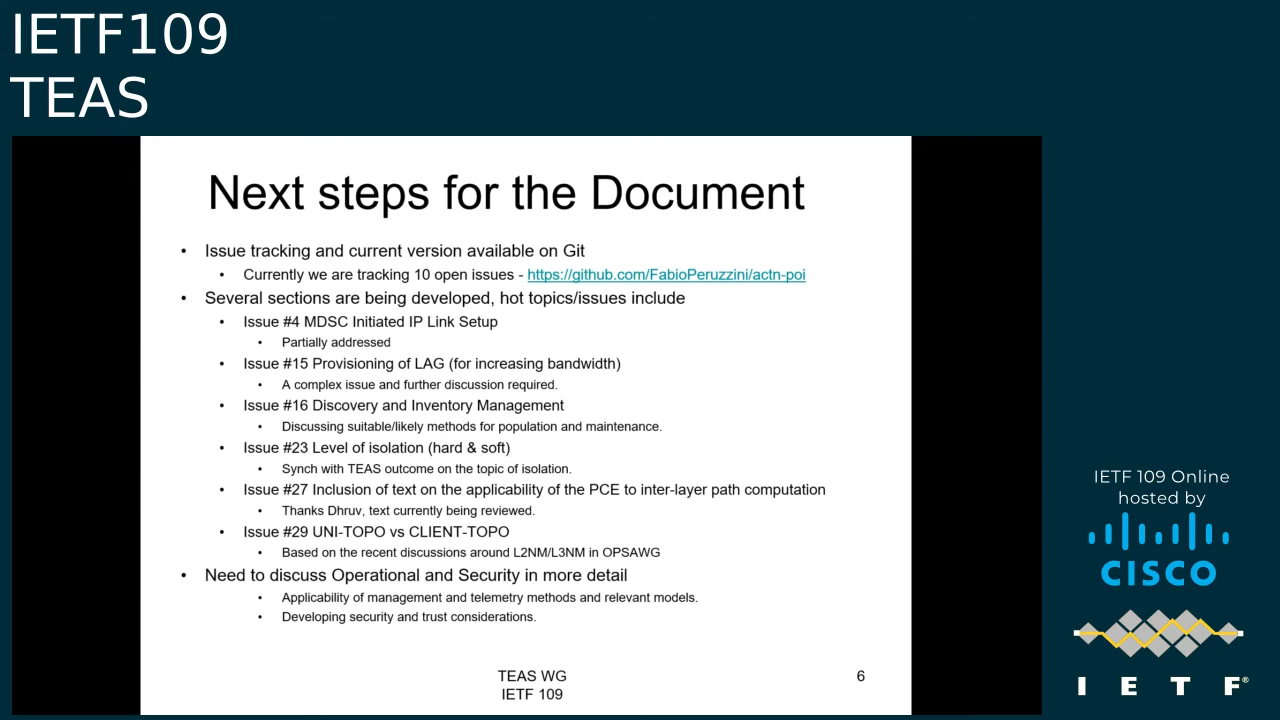 IETF109
TEAS
Next steps for the Document
• Issue tracking and current version available on Git
• Currently we are tracking 10 open issues - https://github.com/FabioPeruzzini/actn-poi
• Several sections are being developed, hot topics/issues include
• Issue #4 MDSC Initiated IP Link Setup
• Partially addressed
• Issue #15 Provisioning of LAG (for increasing bandwidth)
• A complex issue and further discussion required.
• Issue #16 Discovery and Inventory Management
• Discussing suitable/likely methods for population and maintenance.
• Issue #23 Level of isolation (hard & soft)
• Synch with TEAS outcome on the topic of isolation.
• Issue #27 Inclusion of text on the applicability of the PCE to inter-layer path computation
• Thanks Dhruv, text currently being reviewed.
• Issue #29 UNI-TOPO vs CLIENT-TOPO
• Based on the recent discussions around L2NM/L3NM in OPSAWG
• Need to discuss Operational and Security in more detail
• Applicability of management and telemetry methods and relevant models.
• Developing security and trust considerations.
TEAS WG
IETF 109
6
IETF 109 Online
hosted by
CISCO
IETF®